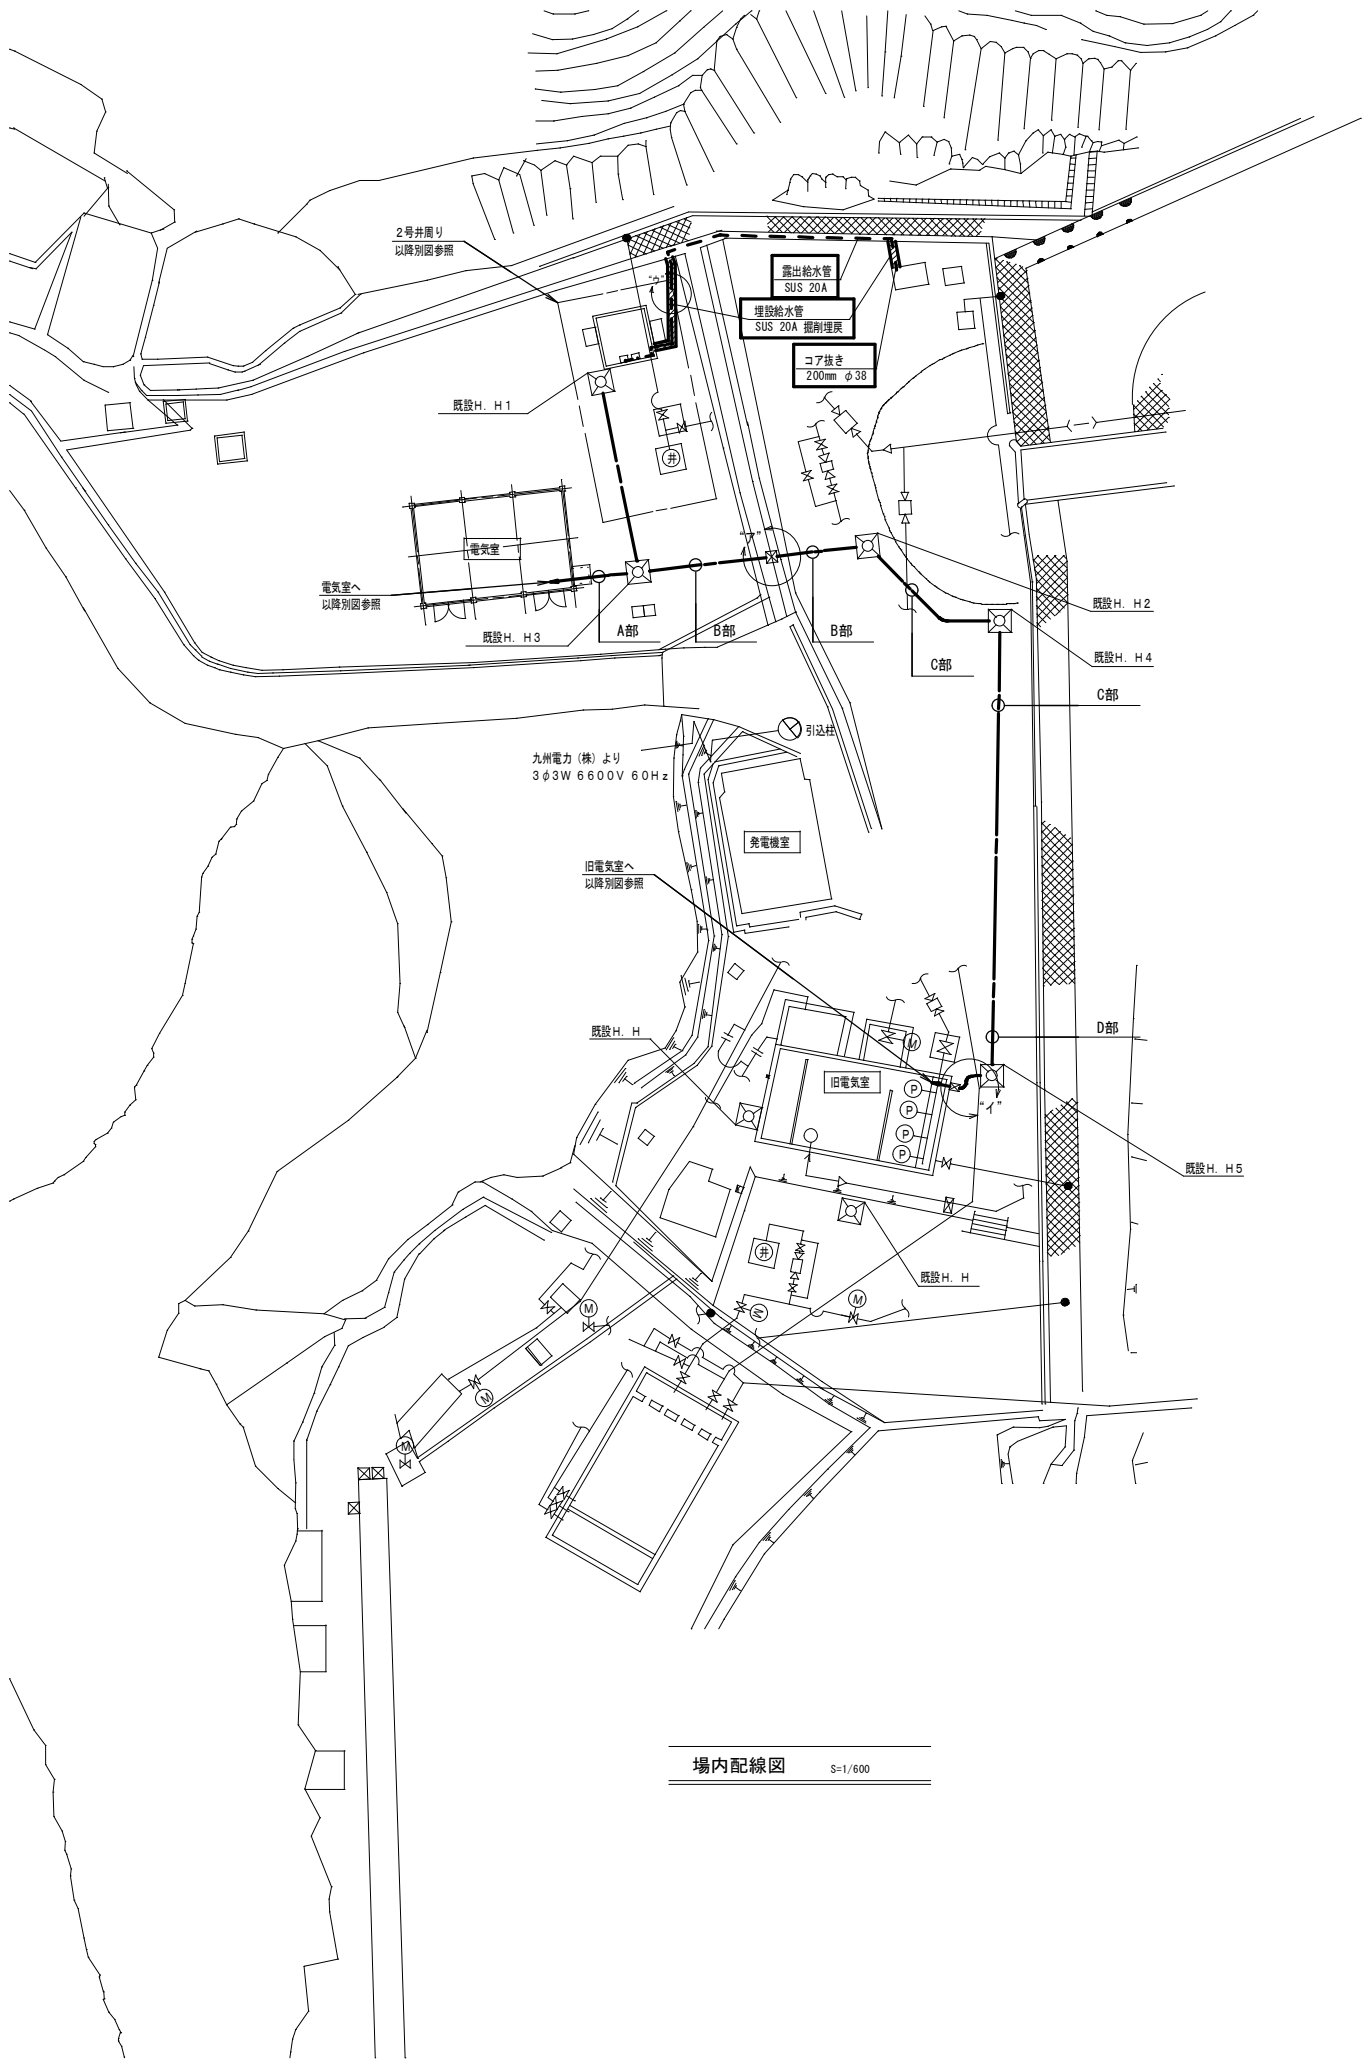 2号井周り
以降別図参照
“ウ”
露出給水管
SUS 20A
埋設給水管
SUS 20A 掘削埋戻
コア抜き
200mm φ38
既設H. H1
井
電気室
“ア”
電気室へ
以降別図参照
既設H. H2
既設H. H3
A部
B部
B部
既設H. H4
C部
C部
引込柱
九州電力（株）より
3φ3W 6600V 60Hz
発電機室
旧電気室へ
以降別図参照
既設H. H
D部
M
旧電気室
P
P
P
P
“イ”
既設H. H5
井
既設H. H
M
M
M
M
M
場内配線図 S=1/600